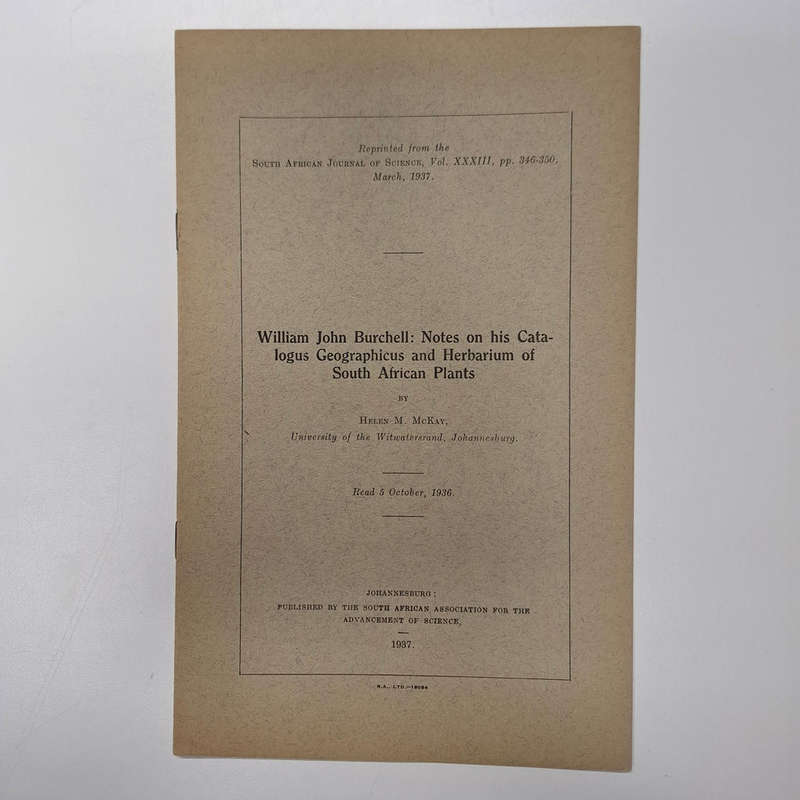 Reprinted from the
South African Journal of Science, Vol. XXXIII, pp. 346-350,
March, 1937.
William John Burchell: Notes on his Cata-
logus Geographicus and Herbarium of
South African Plants
BY
Helen M. McKay,
University of the Witwatersrand, Johannesburg.
Read 5 October, 1936.
JOHANNESBURG:
PUBLISHED BY THE SOUTH AFRICAN ASSOCIATION FOR THE
ADVANCEMENT OF SCIENCE,
1937.